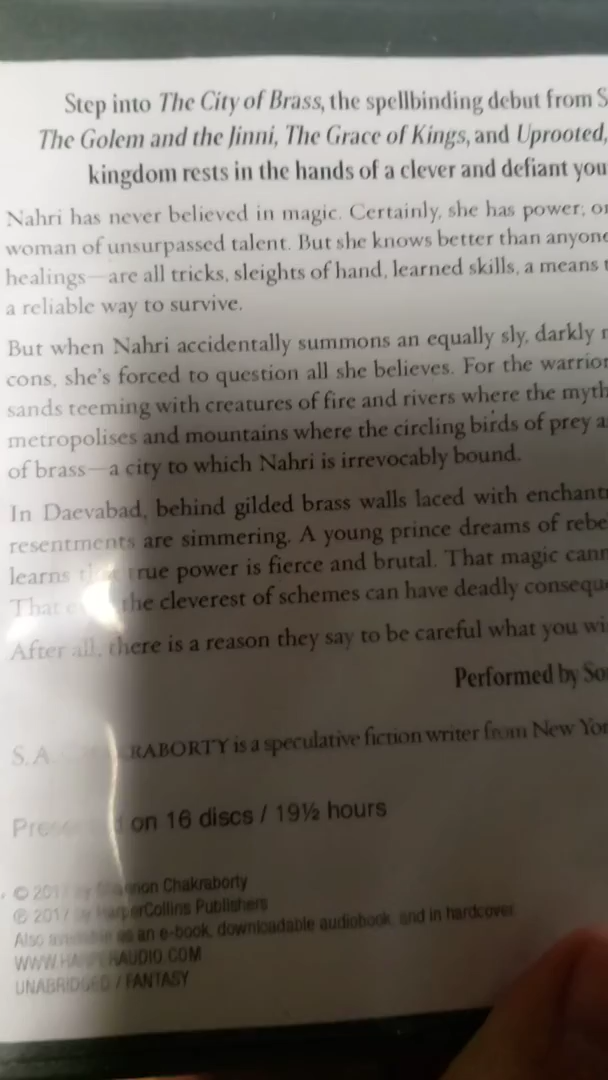 Step into The City of Brass, the spellbinding debut from S
The Golem and the Jinni, The Grace of Kings, and Uprooted,
kingdom rests in the hands of a clever and defiant you
Nahri has never believed in magic. Certainly, she has power; on
woman of unsurpassed talent. But she knows better than anyone
healings—are all tricks, sleights of hand, learned skills, a means t
a reliable way to survive.
But when Nahri accidentally summons an equally sly, darkly m
cons, she's forced to question all she believes. For the warrior
sands teeming with creatures of fire and rivers where the myth
metropolises and mountains where the circling birds of prey a
of brass—a city to which Nahri is irrevocably bound.
In Daevabad, behind gilded brass walls laced with enchant
resentments are simmering. A young prince dreams of rebe
learns true power is fierce and brutal. That magic cann
That the cleverest of schemes can have deadly conseque
After all, there is a reason they say to be careful what you wi
Performed by So
S.A. RABORTY is a speculative fiction writer from New Yor
on 16 discs / 19½ hours
© 201 Chakraborty
℗ 2017 HarperCollins Publishers
Also as an e-book, downloadable audiobook, and in hardcover
WWW.HARPERAUDIO.COM
UNABRIDGED / FANTASY